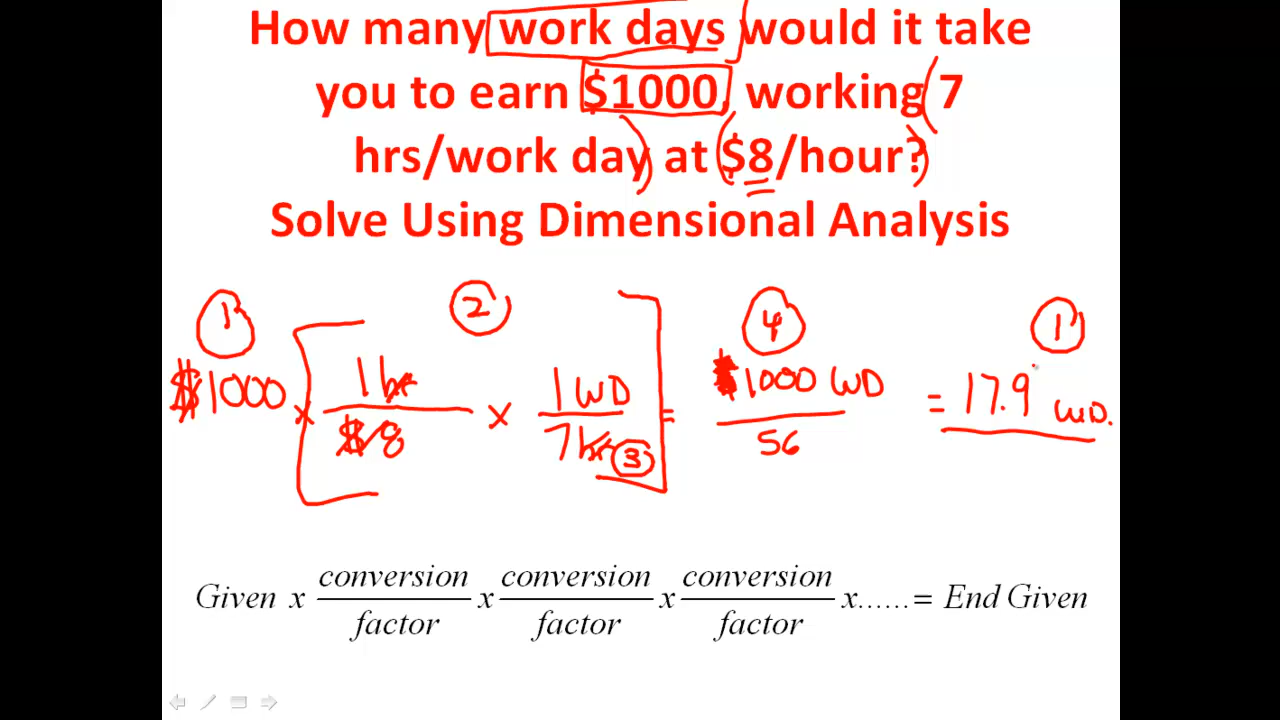 How many work days would it take
you to earn $1000, working 7
hrs/work day at $8/hour?
Solve Using Dimensional Analysis
1 2 4 1
$1000 x 1 hr x 1 WD = $1000 WD = 17.9 WD.
$8 7 hr 3 56
Given x conversion x conversion x conversion x......= End Given
factor factor factor